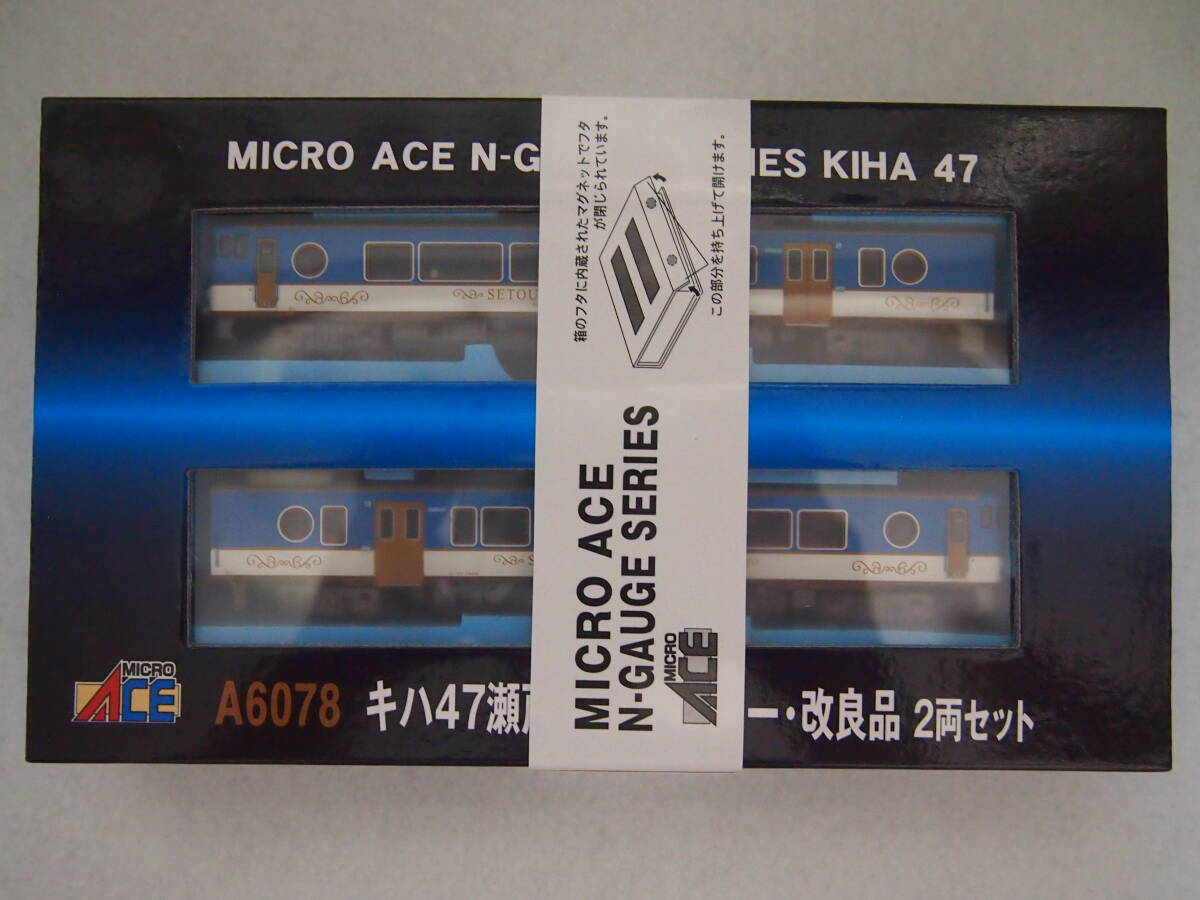 MICRO ACE N-G
IES KIHA 47
箱のフタに内蔵されたマグネットでフタ
が閉じられています。
この部分を持ち上げて開けます。
SETOU
S
MICRO ACE
N-GAUGE SERIES
MICRO
ACE
MICRO
ACE
A6078 キハ47瀬戸
ー・改良品 2両セット